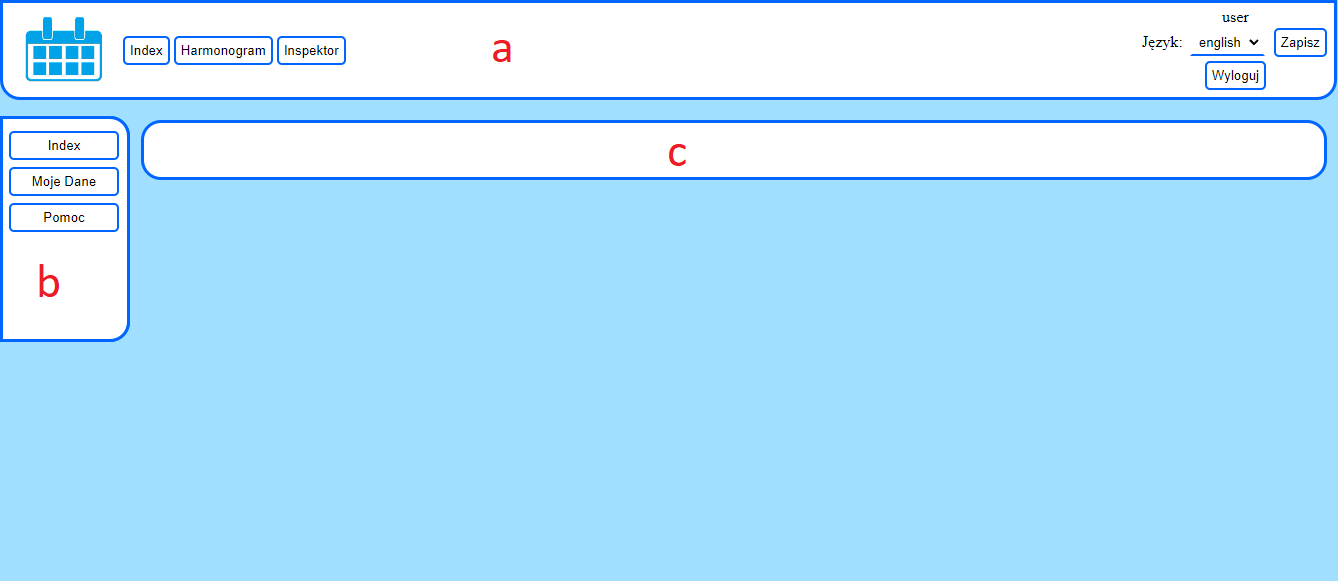 user
Index Harmonogram Inspektor a Język: english Zapisz
Wyloguj
Index
Moje Dane
Pomoc
b
c